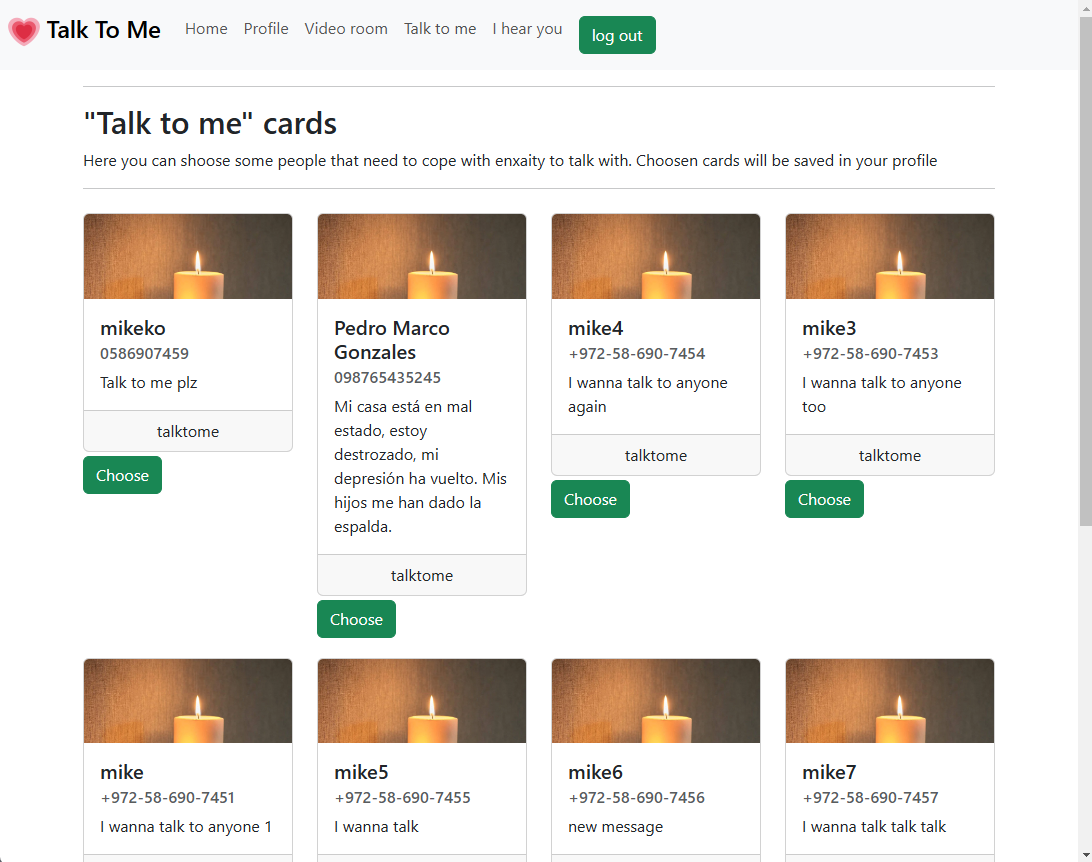 Talk To Me
Home
Profile
Video room
Talk to me
I hear you
log out
"Talk to me" cards
Here you can shoose some people that need to cope with enxaity to talk with. Choosen cards will be saved in your profile
mikeko
0586907459
Talk to me plz
talktome
Choose
Pedro Marco
Gonzales
098765435245
Mi casa está en mal
estado, estoy
destrozado, mi
depresión ha vuelto. Mis
hijos me han dado la
espalda.
talktome
Choose
mike4
+972-58-690-7454
I wanna talk to anyone
again
talktome
Choose
mike3
+972-58-690-7453
I wanna talk to anyone
too
talktome
Choose
mike
+972-58-690-7451
I wanna talk to anyone 1
mike5
+972-58-690-7455
I wanna talk
mike6
+972-58-690-7456
new message
mike7
+972-58-690-7457
I wanna talk talk talk